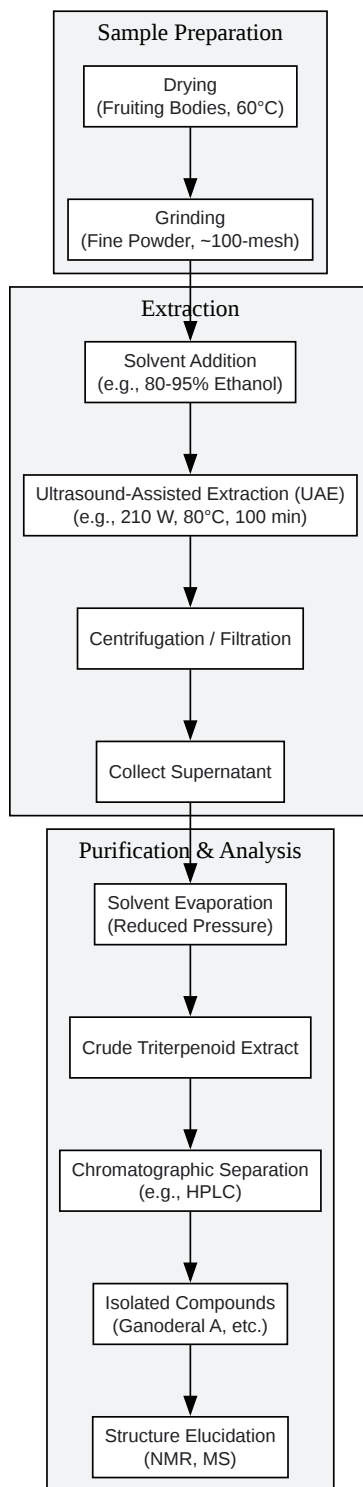 Sample Preparation
Drying
(Fruiting Bodies, 60°C)
Grinding
(Fine Powder, ~100-mesh)
Extraction
Solvent Addition
(e.g., 80-95% Ethanol)
Ultrasound-Assisted Extraction (UAE)
(e.g., 210 W, 80°C, 100 min)
Centrifugation / Filtration
Collect Supernatant
Purification & Analysis
Solvent Evaporation
(Reduced Pressure)
Crude Triterpenoid Extract
Chromatographic Separation
(e.g., HPLC)
Isolated Compounds
(Ganoderal A, etc.)
Structure Elucidation
(NMR, MS)